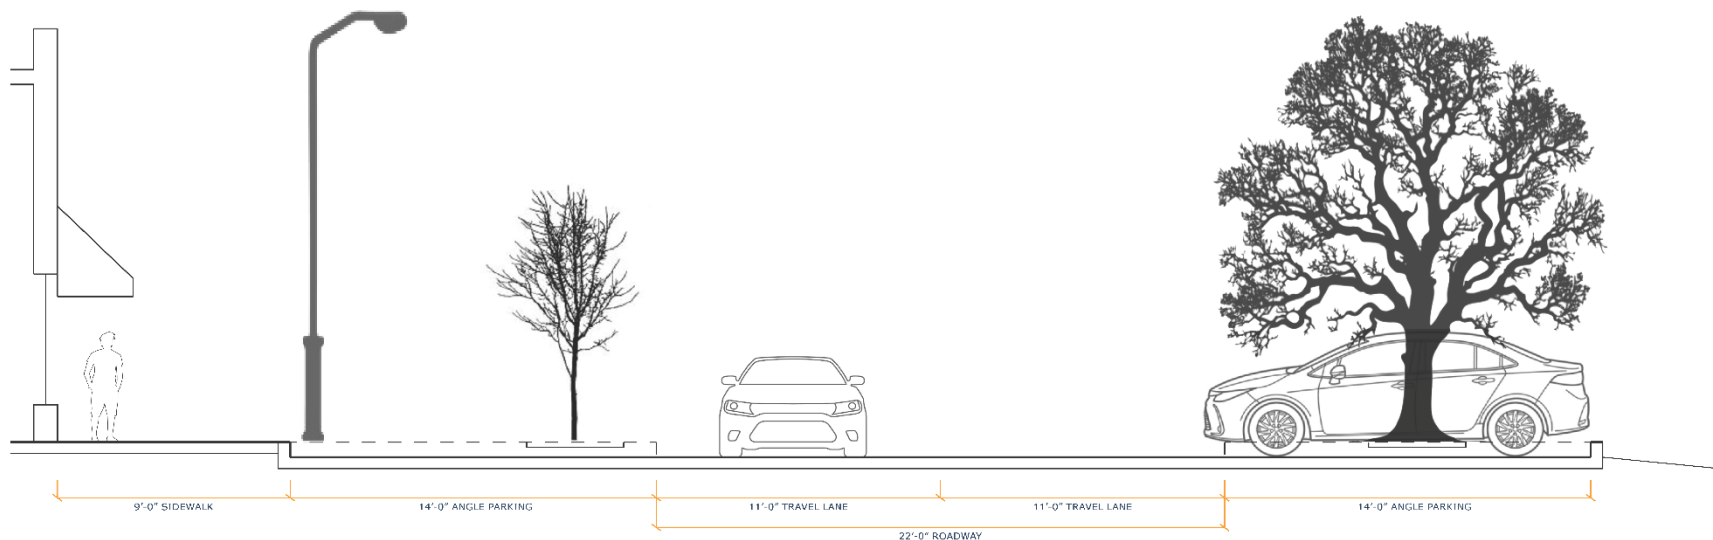 9'-0" SIDEWALK
14'-0" ANGLE PARKING
11'-0" TRAVEL LANE
11'-0" TRAVEL LANE
14'-0" ANGLE PARKING
22'-0" ROADWAY